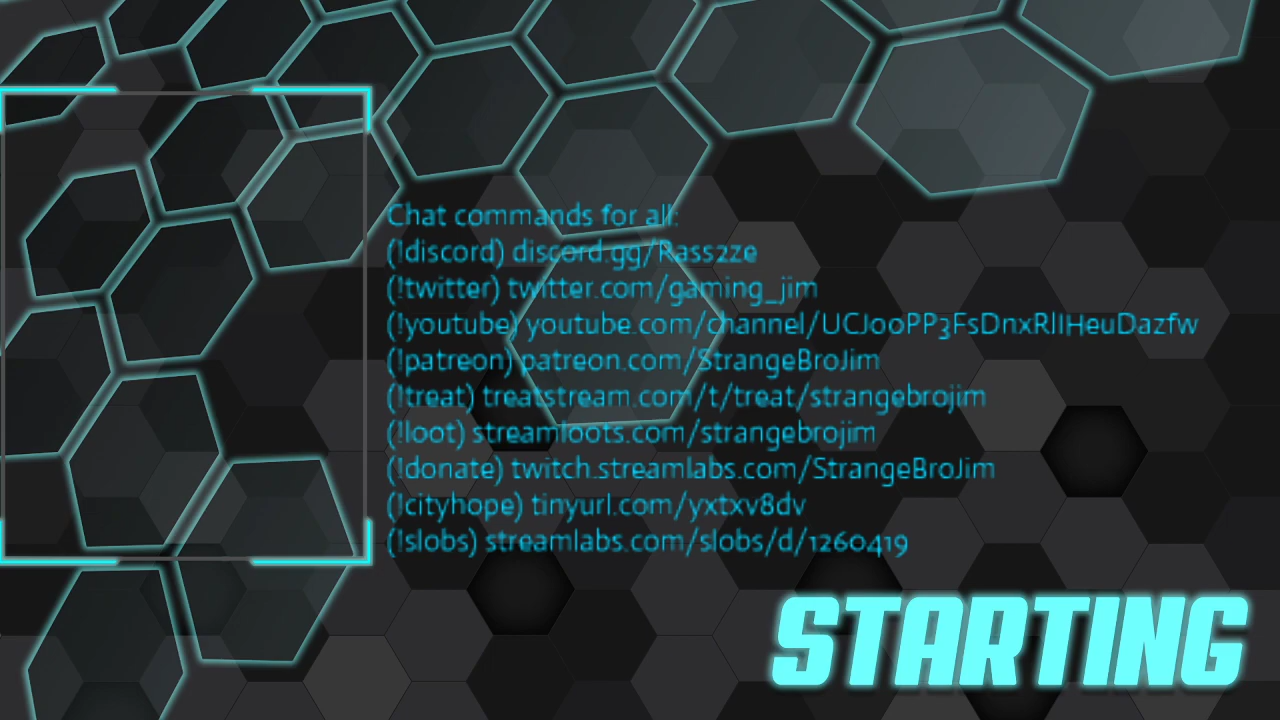 Chat commands for all:
(!discord) discord.gg/Rass2ze
(!twitter) twitter.com/gaming_jim
(!youtube) youtube.com/channel/UCJooPP3FsDnxRlIHeuDazfw
(!patreon) patreon.com/StrangeBroJim
(!treat) treatstream.com/t/treat/strangebrojim
(!loot) streamloots.com/strangebrojim
(!donate) twitch.streamlabs.com/StrangeBroJim
(!cityhope) tinyurl.com/yxtxv8dv
(!slobs) streamlabs.com/slobs/d/1260419
STARTING